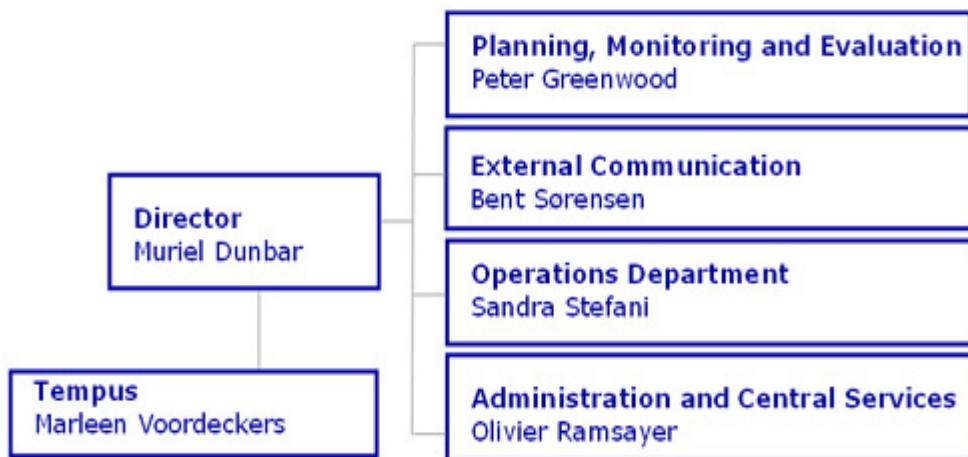 Planning, Monitoring and Evaluation
Peter Greenwood
External Communication
Bent Sørensen
Director
Muriel Dunbar
Operations Department
Sandra Stefani
Tempus
Marleen Voordeckers
Administration and Central Services
Olivier Ramsayer